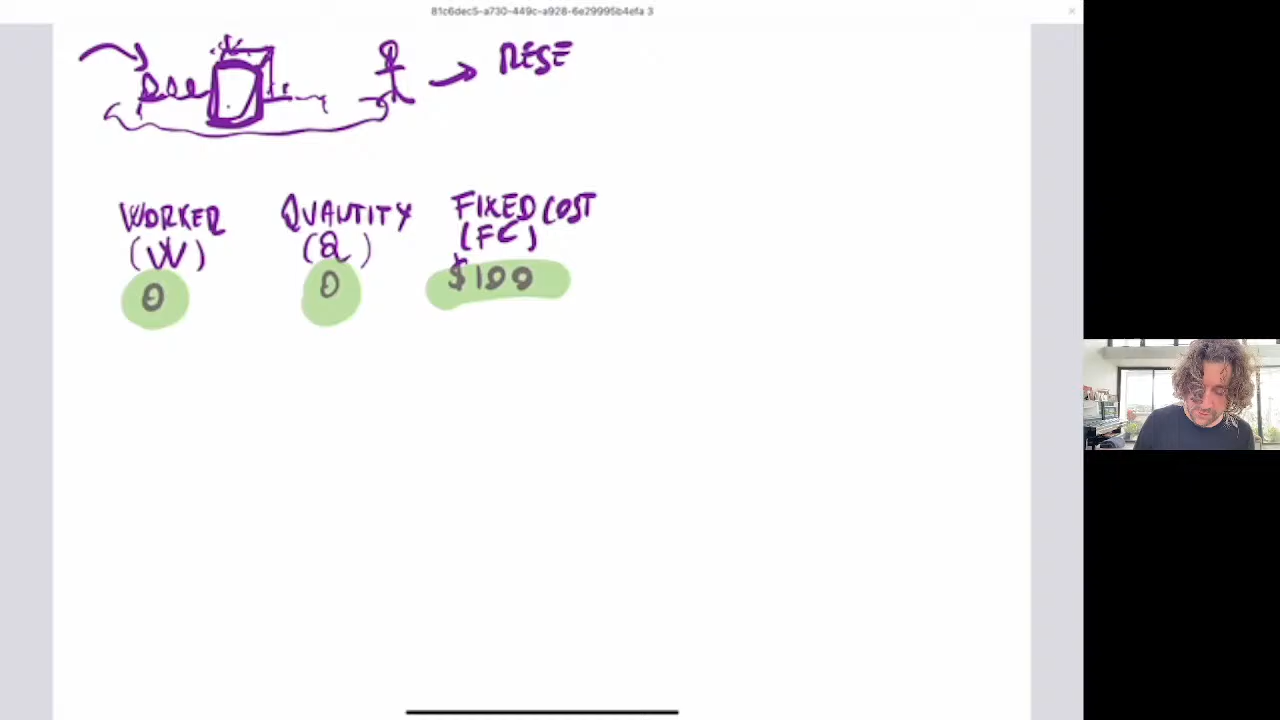 81c6dec5-a730-449c-a928-6e29995b4efa 3
RESE
WORKER QUANTITY FIXED COST
(W) (Q) (FC)
0 0 $100